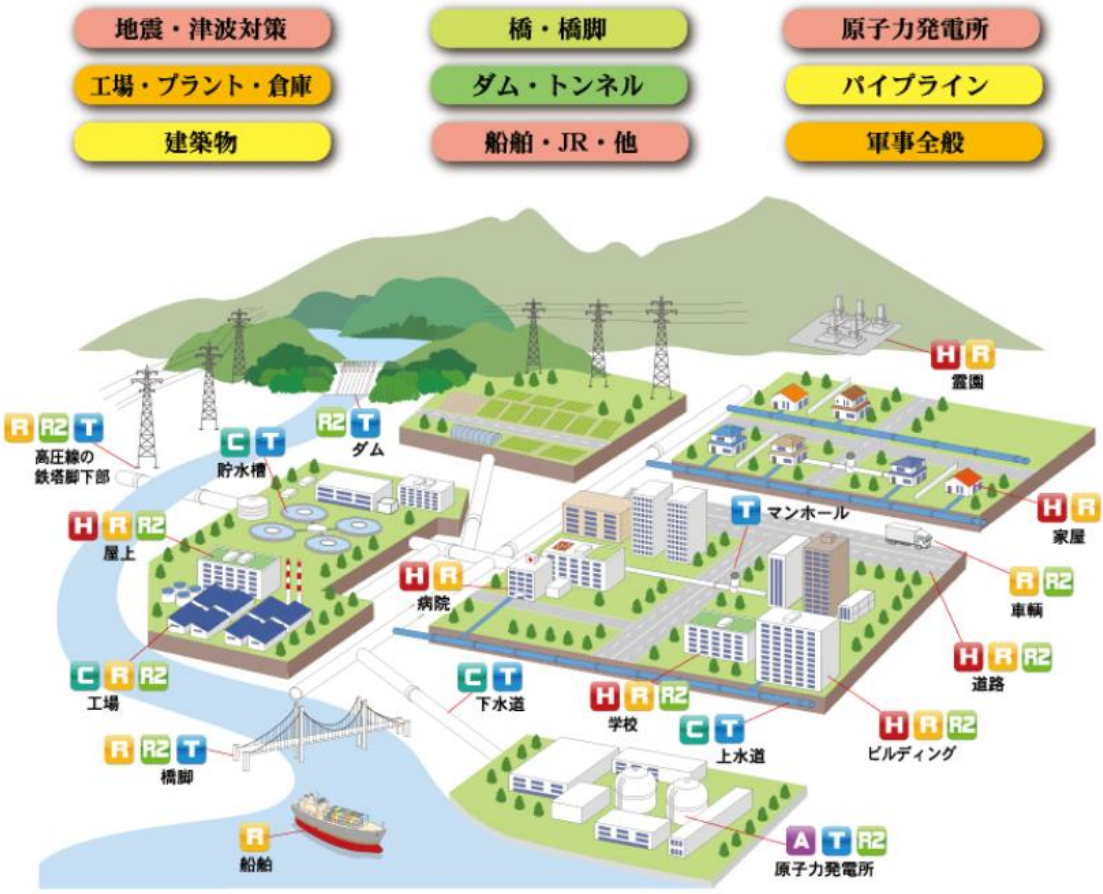 地震・津波対策
橋・橋脚
原子力発電所
工場・プラント・倉庫
ダム・トンネル
パイプライン
建築物
船舶・JR・他
軍事全般
H R
霊園
R R2 T
高圧線の
鉄塔脚下部
C T
貯水槽
R2 T
ダム
H R
家屋
T マンホール
H R R2
屋上
H R
病院
R R2
車輌
H R R2
道路
C R R2
工場
C T
下水道
H R R2
学校
C T
上水道
H R R2
ビルディング
R R2 T
橋脚
R
船舶
A T R2
原子力発電所